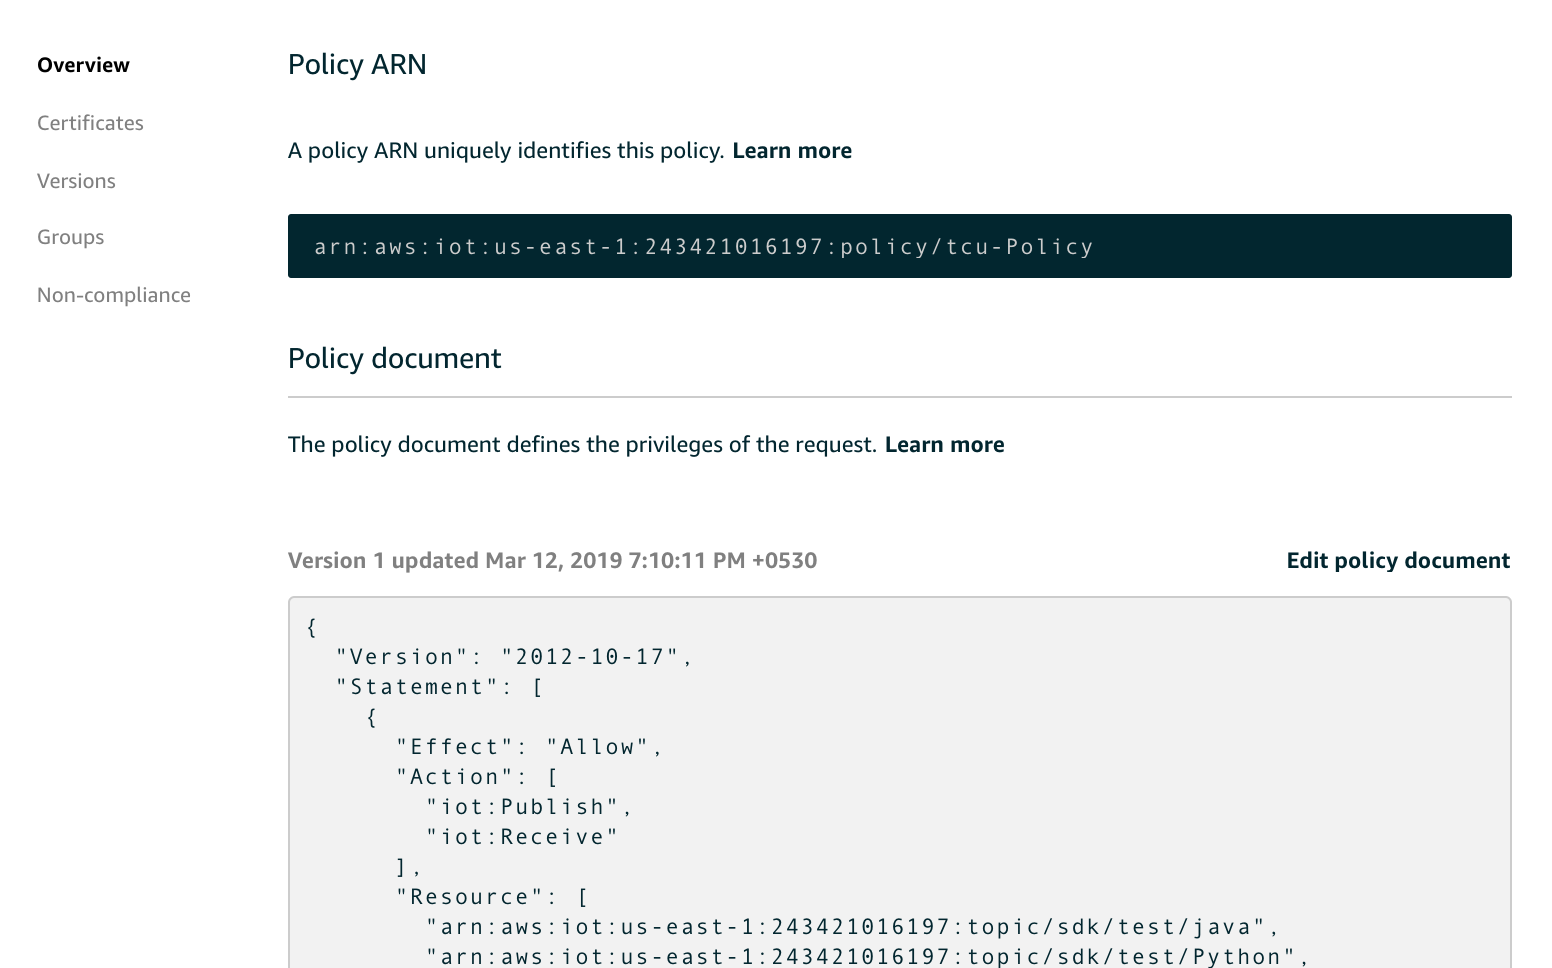 Overview
Certificates
Versions
Groups
Non-compliance
Policy ARN
A policy ARN uniquely identifies this policy. Learn more
arn:aws:iot:us-east-1:243421016197:policy/tcu-Policy
Policy document
The policy document defines the privileges of the request. Learn more
Version 1 updated Mar 12, 2019 7:10:11 PM +0530
Edit policy document
{
  "Version": "2012-10-17",
  "Statement": [
    {
      "Effect": "Allow",
      "Action": [
        "iot:Publish",
        "iot:Receive"
      ],
      "Resource": [
        "arn:aws:iot:us-east-1:243421016197:topic/sdk/test/java",
        "arn:aws:iot:us-east-1:243421016197:topic/sdk/test/Python",